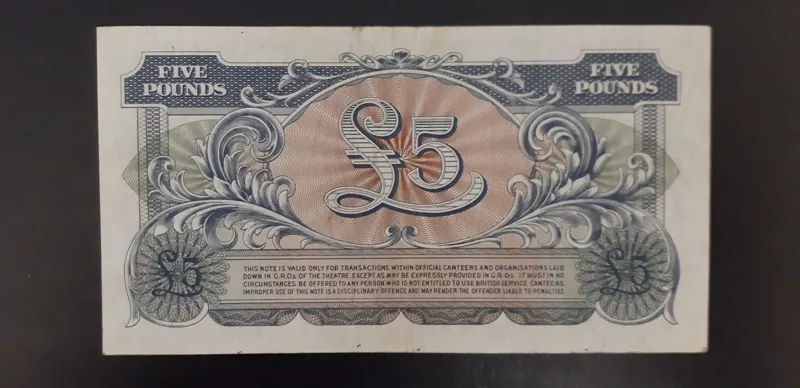 FIVE
POUNDS
FIVE
POUNDS
£5
£5
£5
THIS NOTE IS VALID ONLY FOR TRANSACTIONS WITHIN OFFICIAL CANTEENS AND ORGANISATIONS LAID
DOWN IN G.R.Os. OF THE THEATRE EXCEPT AS MAY BE EXPRESSLY PROVIDED IN G.R.Os. IT MUST IN NO
CIRCUMSTANCES BE OFFERED TO ANY PERSON WHO IS NOT ENTITLED TO USE BRITISH SERVICE CANTEENS.
IMPROPER USE OF THIS NOTE IS A DISCIPLINARY OFFENCE AND MAY RENDER THE OFFENDER LIABLE TO PENALTIES